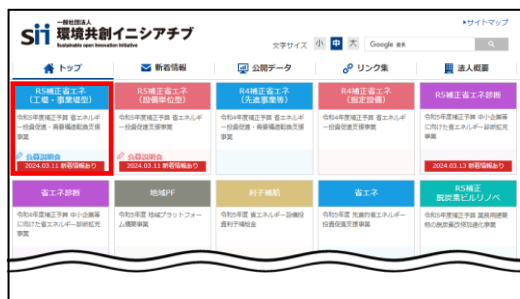 sii 一般社団法人 環境共創イニシアチブ
Sustainable open Innovation Initiative
▶サイトマップ
文字サイズ 小 中 大 Google 検索
トップ 新着情報 公開データ リンク集 法人概要
R5補正省エネ
(工場・事業場型)
令和5年度補正予算 省エネルギー投資促進・需要構造転換支援事業
公募説明会
2024.03.11 新着情報あり
R5補正省エネ
(設備単位型)
令和5年度補正予算 省エネルギー投資促進支援事業
公募説明会
2024.03.11 新着情報あり
R4補正省エネ
(先進事業等)
令和4年度補正予算 省エネルギー投資促進・需要構造転換支援事業
R4補正省エネ
(指定設備)
令和4年度補正予算 省エネルギー投資促進支援事業
R5補正省エネ診断
令和5年度補正予算 中小企業等に向けた省エネルギー診断拡充事業
2024.03.13 新着情報あり
省エネ診断
令和4年度補正予算 中小企業等に向けた省エネルギー診断拡充事業
地域PF
令和5年度 地域プラットフォーム構築事業
利子補給
令和5年度 省エネルギー設備投資利子補給金
省エネ
令和5年度 先進的省エネルギー投資促進支援事業
R5補正
脱炭素ビルリノベ
令和5年度補正予算 業務用建築物の脱炭素改修加速化事業